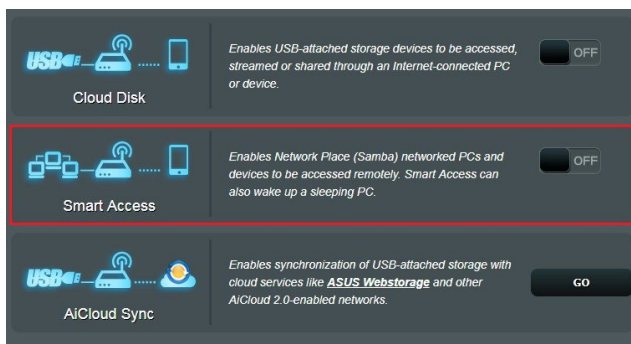 USB
Cloud Disk
Enables USB-attached storage devices to be accessed,
streamed or shared through an Internet-connected PC
or device.
OFF
Smart Access
Enables Network Place (Samba) networked PCs and
devices to be accessed remotely. Smart Access can
also wake up a sleeping PC.
OFF
USB
AiCloud Sync
Enables synchronization of USB-attached storage with
cloud services like ASUS Webstorage and other
AiCloud 2.0-enabled networks.
GO